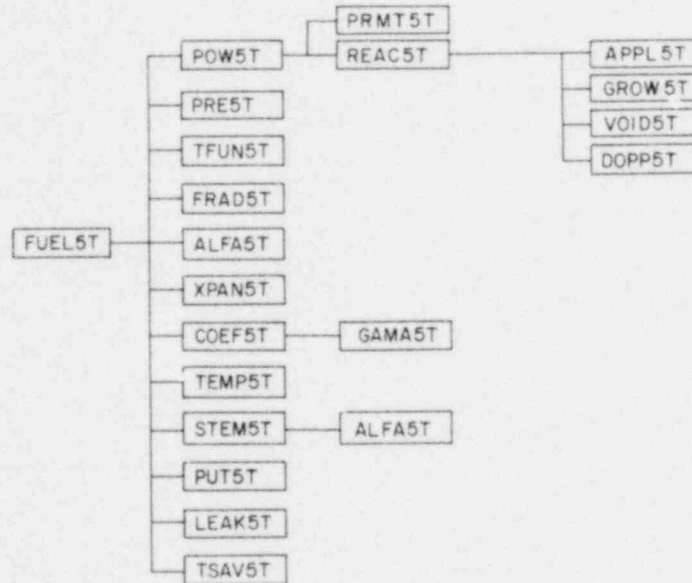 PRMT5T
POW5T REAC5T APPL5T
GROW5T
PRE5T
VOID5T
TFUN5T
DOPP5T
FRAD5T
FUEL5T ALFA5T
XPAN5T
COEF5T GAMA5T
TEMP5T
STEM5T ALFA5T
PUT5T
LEAK5T
TSAV5T